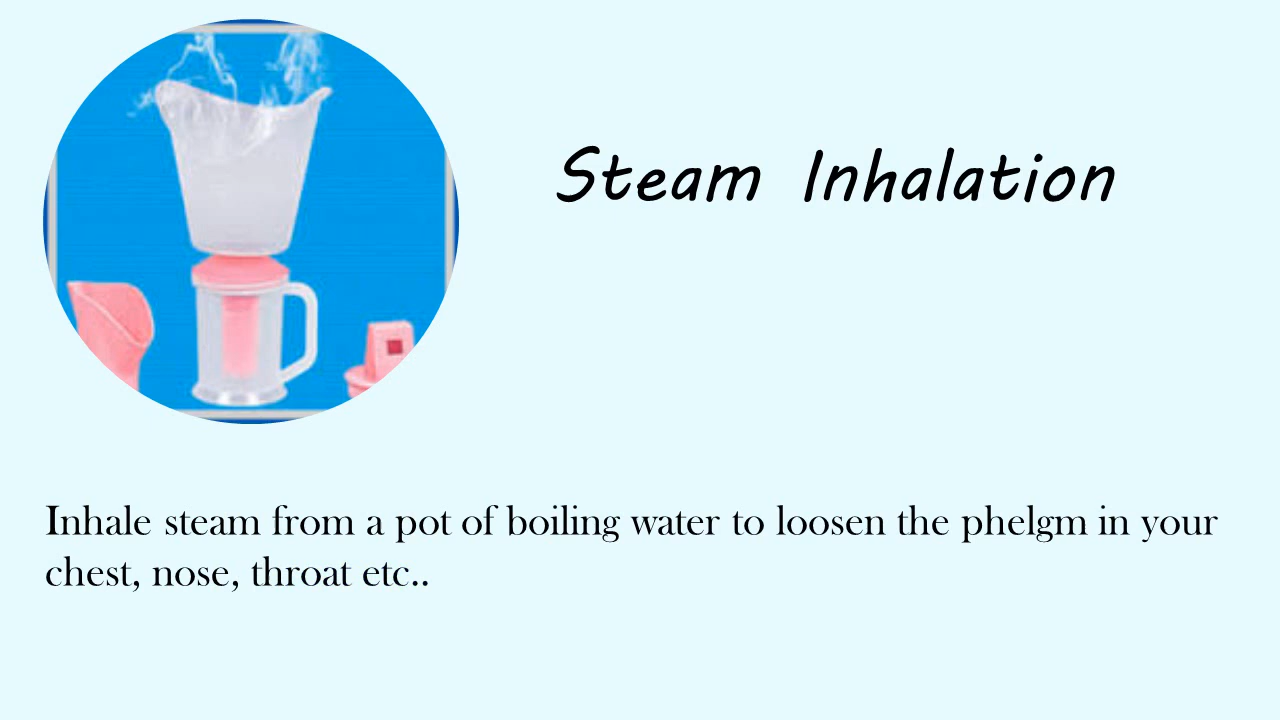 Steam Inhalation
Inhale steam from a pot of boiling water to loosen the phelgm in your
chest, nose, throat etc..